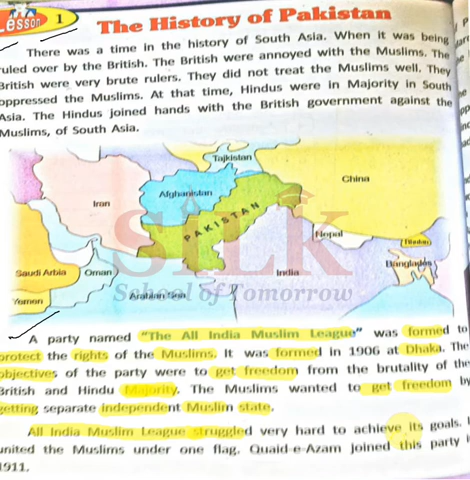 Lesson 1
The History of Pakistan
There was a time in the history of South Asia. When it was being
ruled over by the British. The British were annoyed with the Muslims. The
British were very brute rulers. They did not treat the Muslims well. They
oppressed the Muslims. At that time, Hindus were in Majority in South
Asia. The Hindus joined hands with the British government against the
Muslims, of South Asia.
Tajkistan
China
Afghanistan
Iran
PAKISTAN
Nepal
Bhutan
Banglades
Saudi Arbia
Oman
India
Yemen
Arabian Sea
SILK
School of Tomorrow
A party named "The All India Muslim League" was formed to
protect the rights of the Muslims. It was formed in 1906 at Dhaka. The
objectives of the party were to get freedom from the brutality of the
British and Hindu Majority. The Muslims wanted to get freedom by
getting separate independent Muslim state.
All India Muslim League struggled very hard to achieve its goals.
united the Muslims under one flag. Quaid-e-Azam joined this party
1911.